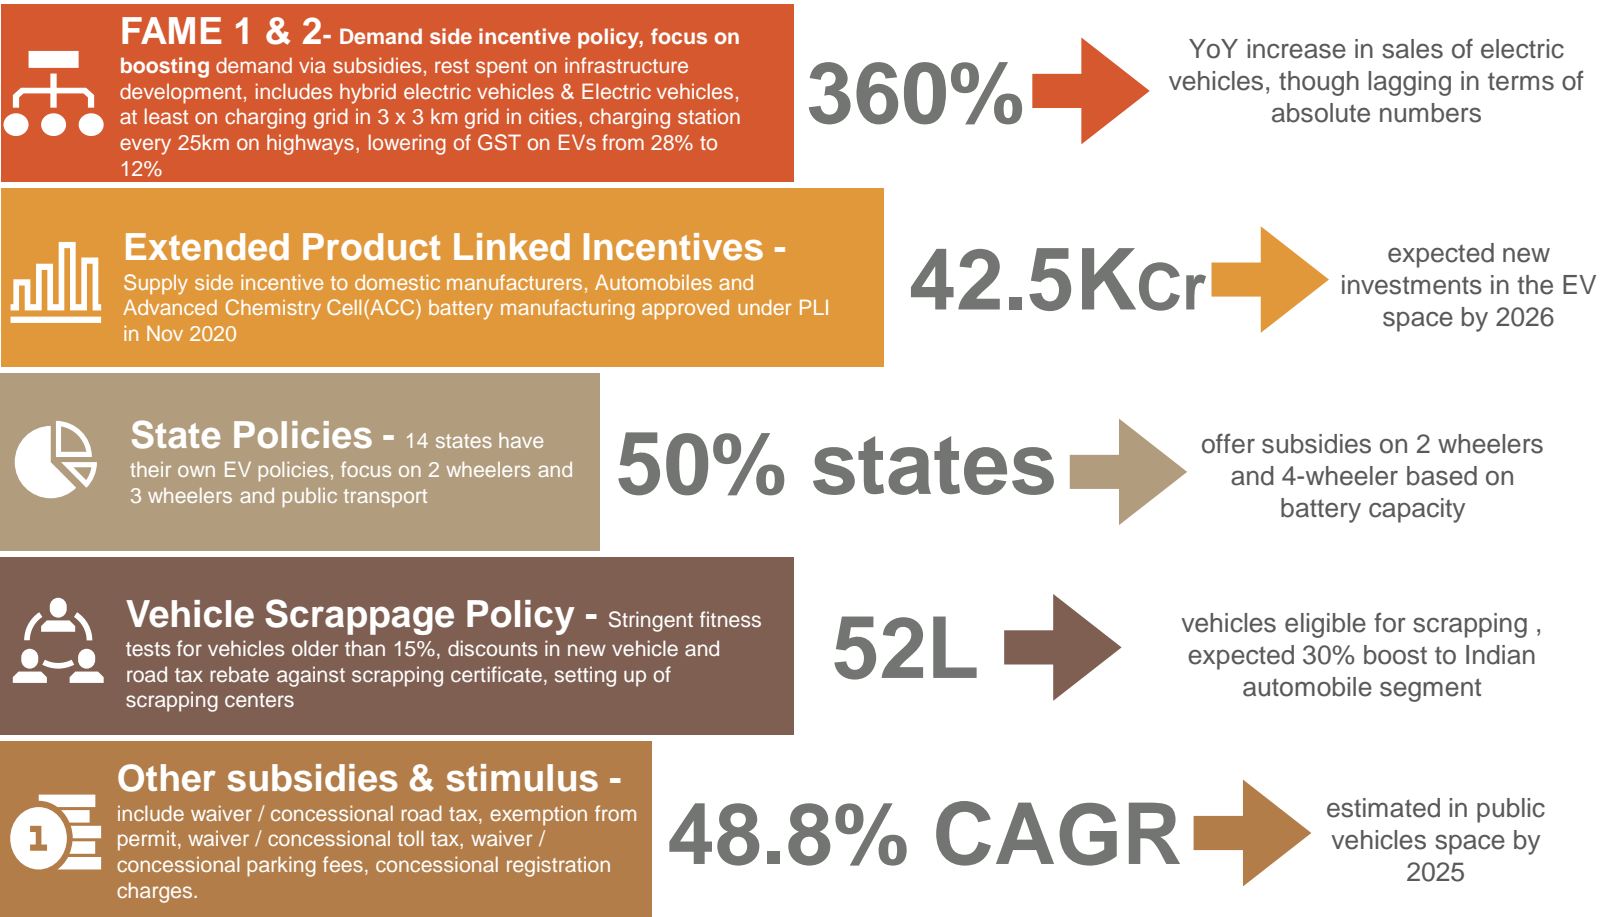 FAME 1 & 2- Demand side incentive policy, focus on
boosting demand via subsidies, rest spent on infrastructure
development, includes hybrid electric vehicles & Electric vehicles,
at least on charging grid in 3 x 3 km grid in cities, charging station
every 25km on highways, lowering of GST on EVs from 28% to
12%
360%
YoY increase in sales of electric
vehicles, though lagging in terms of
absolute numbers
Extended Product Linked Incentives -
Supply side incentive to domestic manufacturers, Automobiles and
Advanced Chemistry Cell(ACC) battery manufacturing approved under PLI
in Nov 2020
42.5KCr
expected new
investments in the EV
space by 2026
State Policies - 14 states have
their own EV policies, focus on 2 wheelers and
3 wheelers and public transport
50% states
offer subsidies on 2 wheelers
and 4-wheeler based on
battery capacity
Vehicle Scrappage Policy - Stringent fitness
tests for vehicles older than 15%, discounts in new vehicle and
road tax rebate against scrapping certificate, setting up of
scrapping centers
52L
vehicles eligible for scrapping ,
expected 30% boost to Indian
automobile segment
1
Other subsidies & stimulus -
include waiver / concessional road tax, exemption from
permit, waiver / concessional toll tax, waiver /
concessional parking fees, concessional registration
charges.
48.8% CAGR
estimated in public
vehicles space by
2025